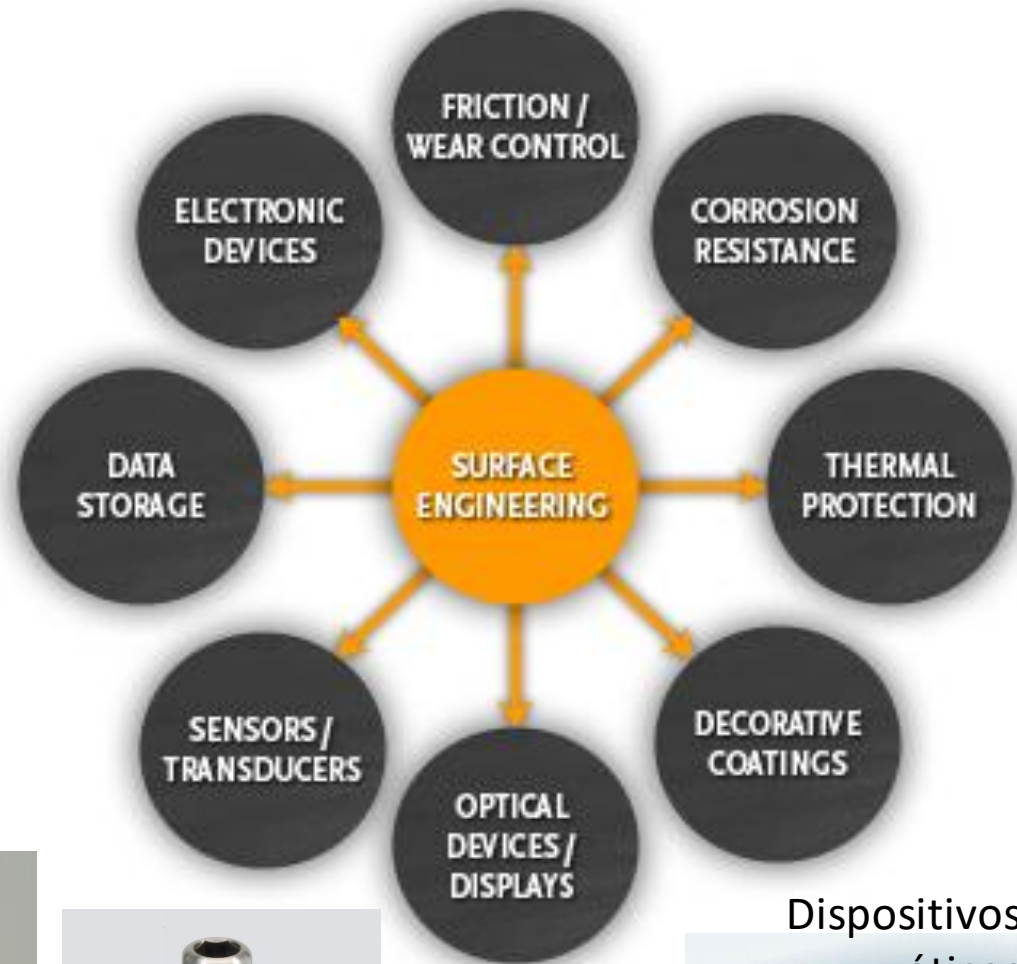 FRICTION /
WEAR CONTROL
ELECTRONIC
DEVICES
CORROSION
RESISTANCE
DATA
STORAGE
SURFACE
ENGINEERING
THERMAL
PROTECTION
SENSORS /
TRANSDUCERS
DECORATIVE
COATINGS
OPTICAL
DEVICES /
DISPLAYS
Dispositivos